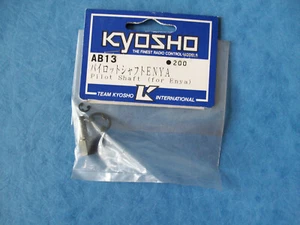 KYOSHO
THE FINEST RADIO CONTROL MODELS
AB13 ●200
パイロットシャフトENYA
Pilot Shaft (for Enya)
TEAM KYOSHO K INTERNATIONAL